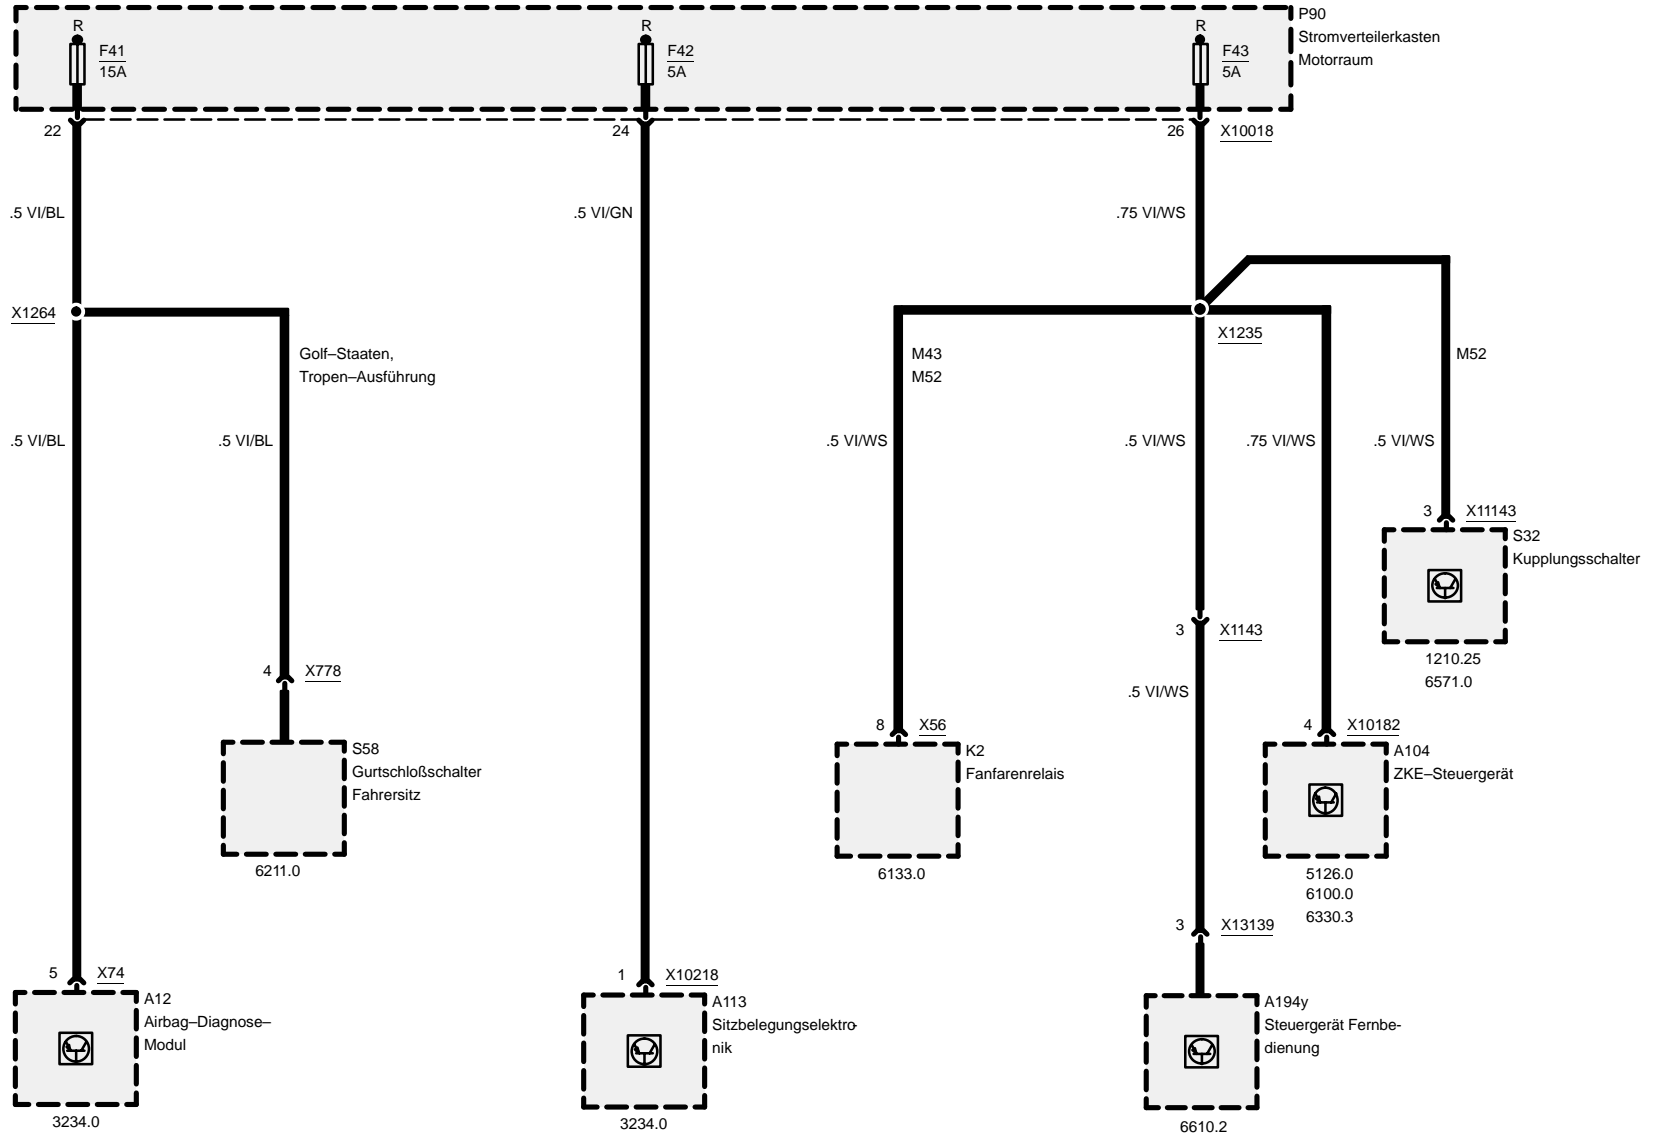 P90
Stromverteilerkasten
Motorraum
R
F41
15A
R
F42
5A
R
F43
5A
22
24
26
X10018
.5 VI/BL
.5 VI/GN
.75 VI/WS
X1264
X1235
Golf–Staaten,
Tropen–Ausführung
M43
M52
M52
.5 VI/BL
.5 VI/BL
.5 VI/WS
.5 VI/WS
.75 VI/WS
.5 VI/WS
3
X11143
S32
Kupplungsschalter
1210.25
6571.0
3
X1143
.5 VI/WS
4
X778
S58
Gurtschloßschalter
Fahrersitz
6211.0
8
X56
K2
Fanfarenrelais
6133.0
4
X10182
A104
ZKE–Steuergerät
5126.0
6100.0
6330.3
3
X13139
5
X74
A12
Airbag–Diagnose–
Modul
3234.0
1
X10218
A113
Sitzbelegungselektro-
nik
3234.0
A194y
Steuergerät Fernbe-
dienung
6610.2